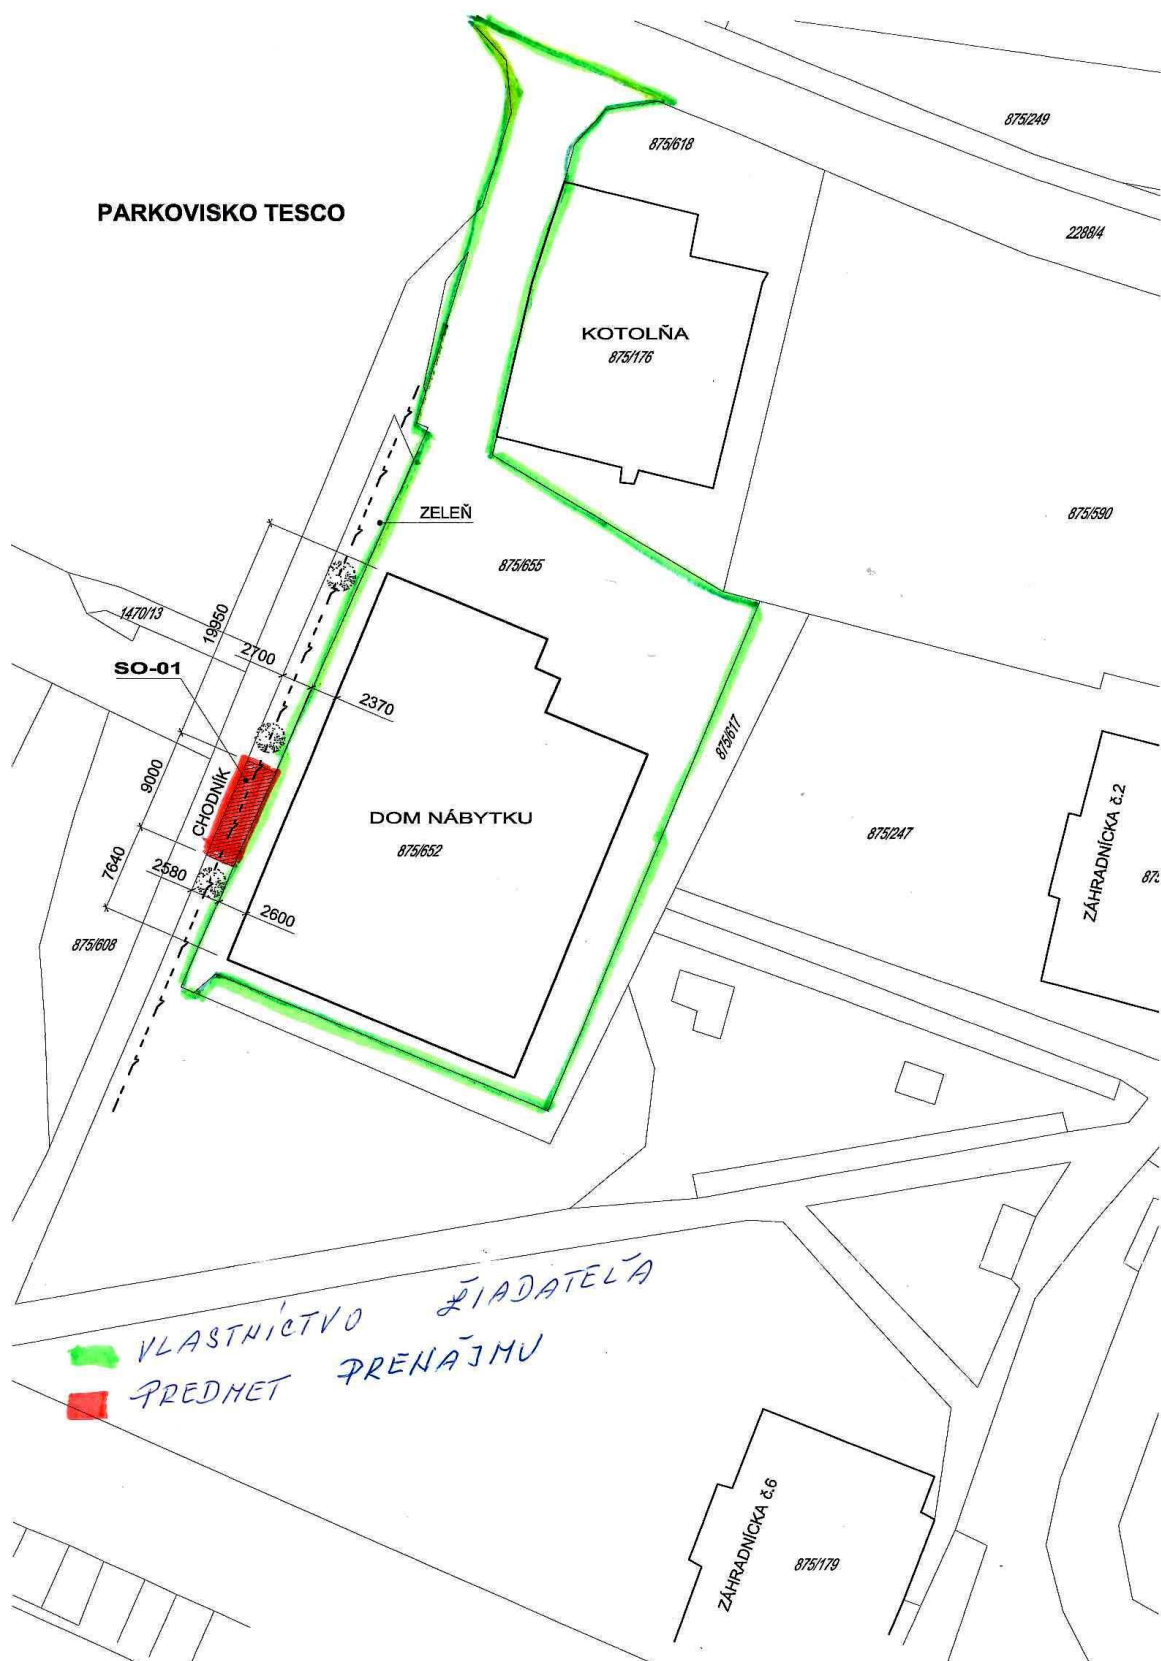 875/249
875/618
PARKOVISKO TESCO
2288/4
KOTOLŇA
875/176
ZELEŇ
875/590
875/655
1470/13
19950
2700
SO-01
2370
875/617
9000
CHODNÍK
DOM NÁBYTKU
875/652
875/247
ZÁHRADNÍCKA č.2
7640
2580
2600
875/608
VLASTNÍCTVO ŽIADATEĽA
PREDMET PRENÁJMU
ZÁHRADNÍCKA č.6
875/179